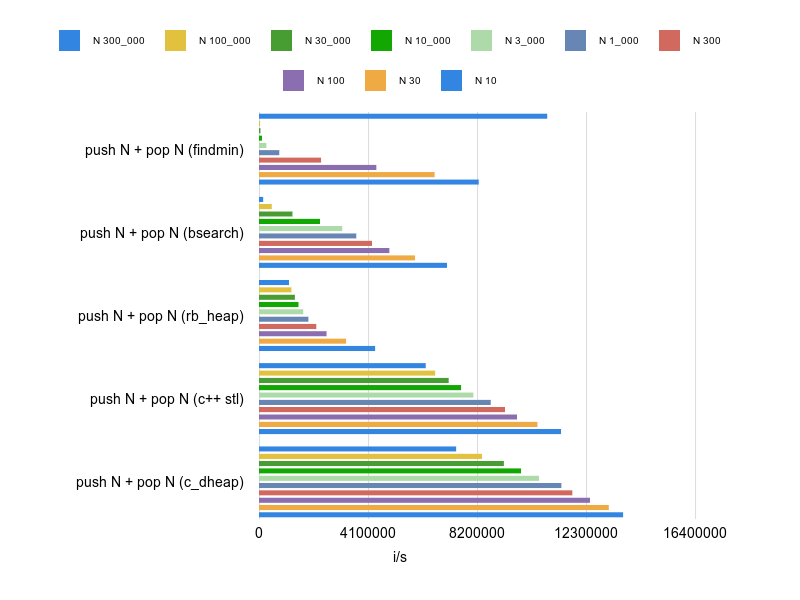 N 300_000 N 100_000 N 30_000 N 10_000 N 3_000 N 1_000 N 300
N 100 N 30 N 10
push N + pop N (findmin)
push N + pop N (bsearch)
push N + pop N (rb_heap)
push N + pop N (c++ stl)
push N + pop N (c_dheap)
0 4100000 8200000 12300000 16400000
i/s